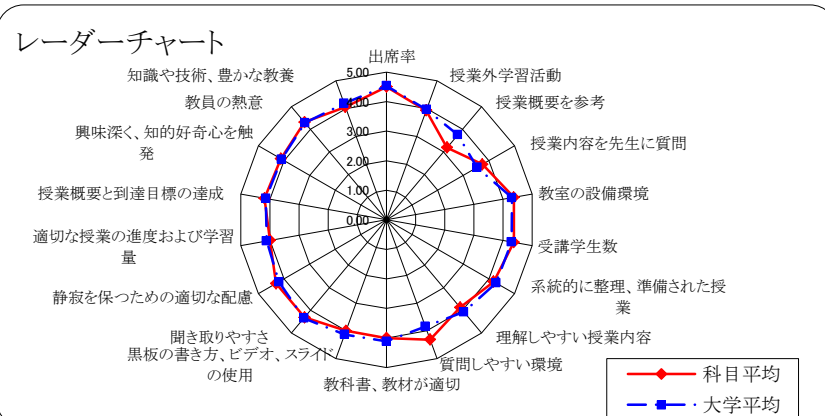 レーダーチャート
出席率
授業外学習活動
授業概要を参考
授業内容を先生に質問
教室の設備環境
受講学生数
系統的に整理、準備された授
業
理解しやすい授業内容
質問しやすい環境
教科書、教材が適切
黒板の書き方、ビデオ、スライド
の使用
聞き取りやすさ
静寂を保つための適切な配慮
適切な授業の進度および学習
量
授業概要と到達目標の達成
興味深く、知的好奇心を触
発
教員の熱意
知識や技術、豊かな教養
5.00
4.00
3.00
2.00
1.00
0.00
科目平均
大学平均